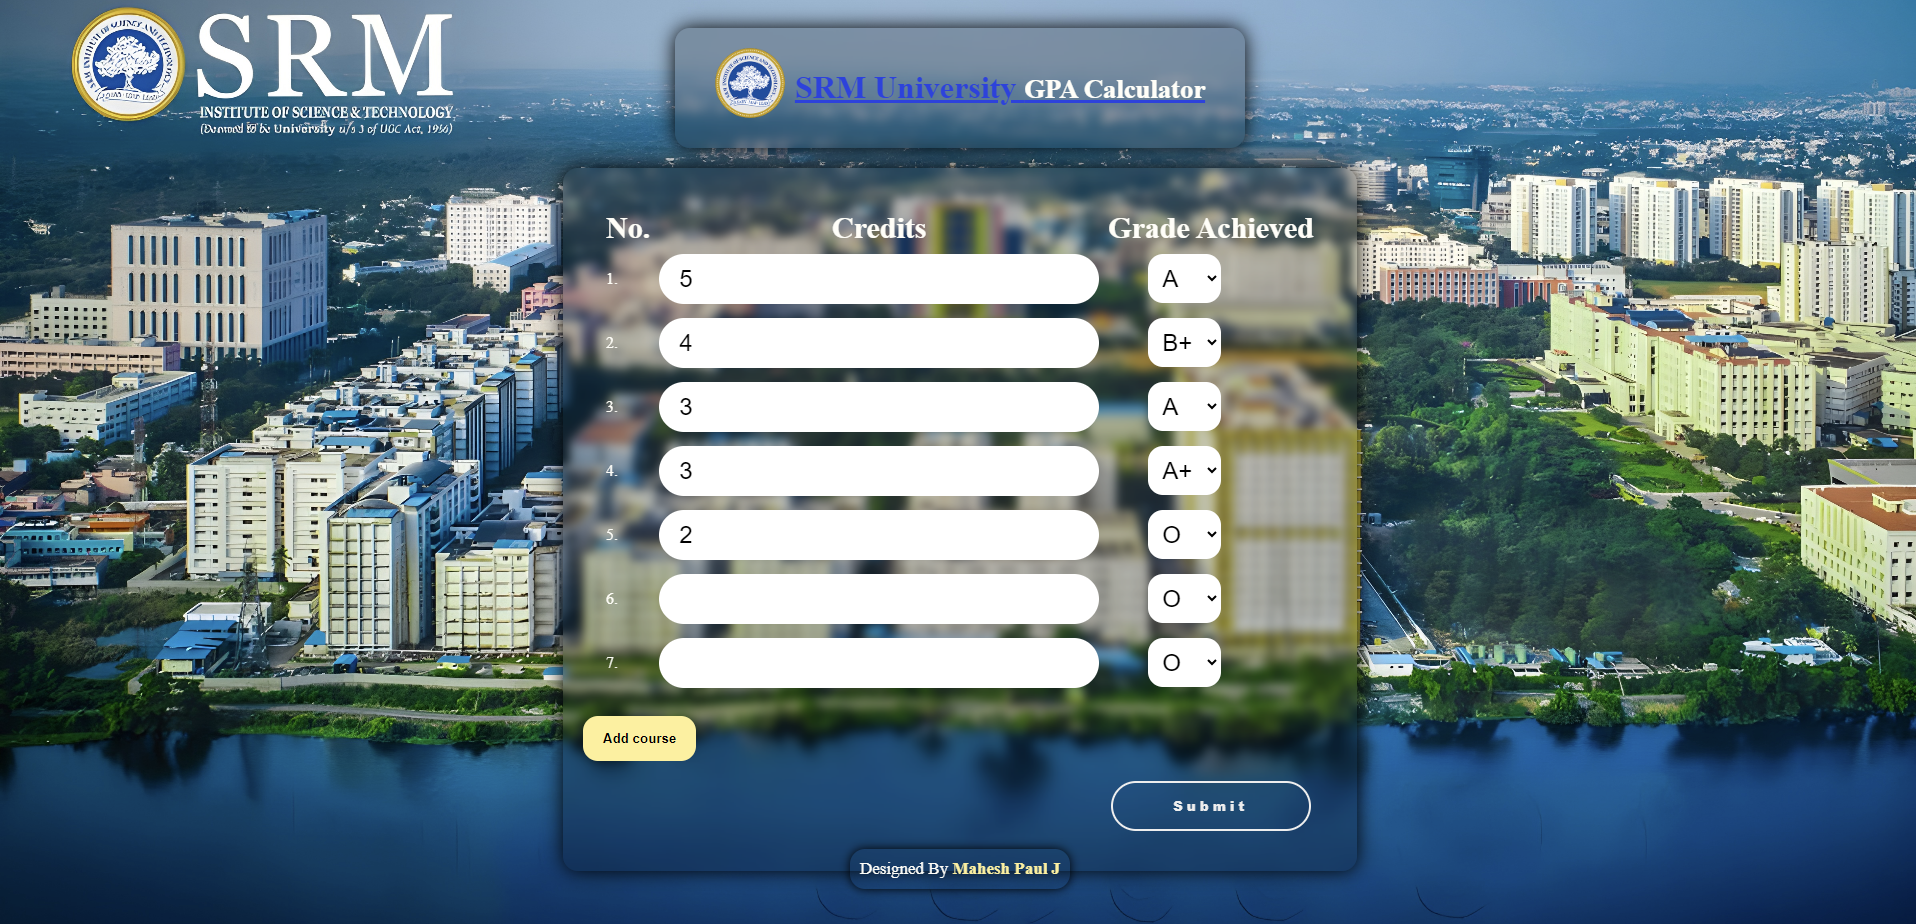 SRM
INSTITUTE OF SCIENCE & TECHNOLOGY
(Deemed to be University u/s 3 of UGC Act, 1956)
SRM University GPA Calculator
No. Credits Grade Achieved
1. 5 A
2. 4 B+
3. 3 A
4. 3 A+
5. 2 O
6. O
7. O
Add course
Submit
Designed By Mahesh Paul J